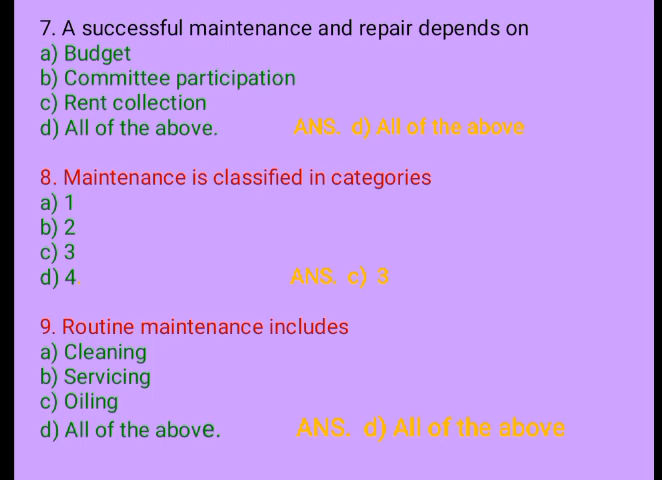 7. A successful maintenance and repair depends on
a) Budget
b) Committee participation
c) Rent collection
d) All of the above. ANS. d) All of the above
8. Maintenance is classified in categories
a) 1
b) 2
c) 3
d) 4 ANS. c) 3
9. Routine maintenance includes
a) Cleaning
b) Servicing
c) Oiling
d) All of the above. ANS. d) All of the above